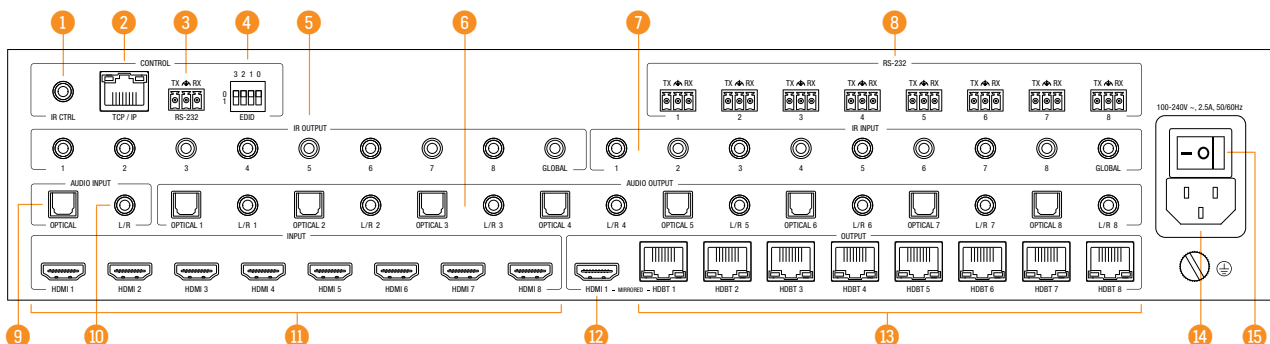 1 2 3 4 5 6 7 8
CONTROL
RS-232
3 2 1 0
TX RX
0
1
IR CTRL TCP / IP RS-232 EDID
TX RX TX RX TX RX TX RX TX RX TX RX TX RX TX RX
1 2 3 4 5 6 7 8
100-240V ~, 2.5A, 50/60Hz
IR OUTPUT IR INPUT
1 2 3 4 5 6 7 8 GLOBAL 1 2 3 4 5 6 7 8 GLOBAL
AUDIO INPUT AUDIO OUTPUT
OPTICAL L/R OPTICAL 1 L/R 1 OPTICAL 2 L/R 2 OPTICAL 3 L/R 3 OPTICAL 4 L/R 4 OPTICAL 5 L/R 5 OPTICAL 6 L/R 6 OPTICAL 7 L/R 7 OPTICAL 8 L/R 8
INPUT OUTPUT
HDMI 1 HDMI 2 HDMI 3 HDMI 4 HDMI 5 HDMI 6 HDMI 7 HDMI 8 HDMI 1 - MIRRORED - HDBT 1 HDBT 2 HDBT 3 HDBT 4 HDBT 5 HDBT 6 HDBT 7 HDBT 8
9 10 11 12 13 14 15